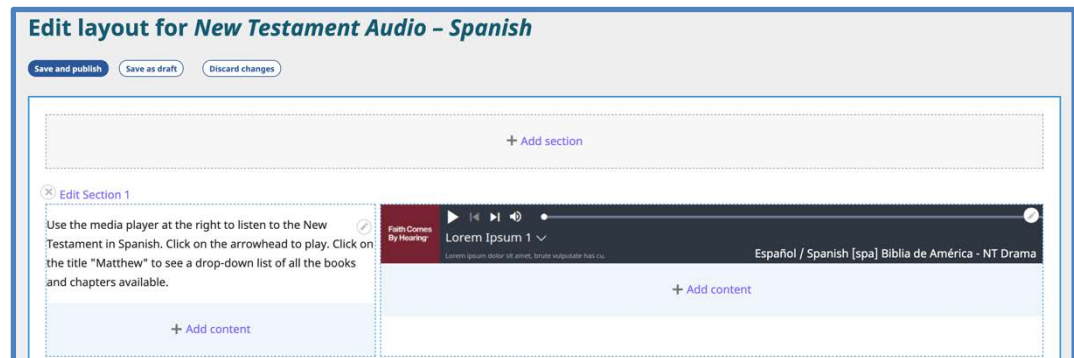 Edit layout for New Testament Audio – Spanish
Save and publish
Save as draft
Discard changes
+ Add section
Edit Section 1
Use the media player at the right to listen to the New
Testament in Spanish. Click on the arrowhead to play. Click on
the title "Matthew" to see a drop-down list of all the books
and chapters available.
+ Add content
Faith Comes
By Hearing
Lorem Ipsum 1
Lorem ipsum dolor sit amet, brute vulputate has cu.
Español / Spanish [spa] Biblia de América - NT Drama
+ Add content